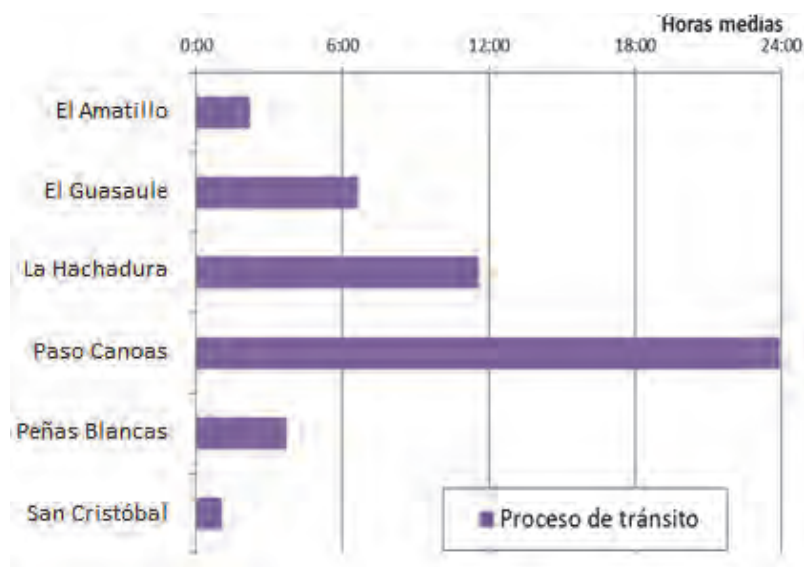 Horas medias
0:00 6:00 12:00 18:00 24:00
El Amatillo
El Guasaule
La Hachadura
Paso Canoas
Peñas Blancas
San Cristóbal
Proceso de tránsito